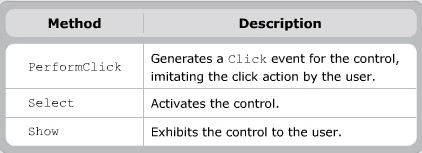 Method Description
PerformClick Generates a Click event for the control,
imitating the click action by the user.
Select Activates the control.
Show Exhibits the control to the user.